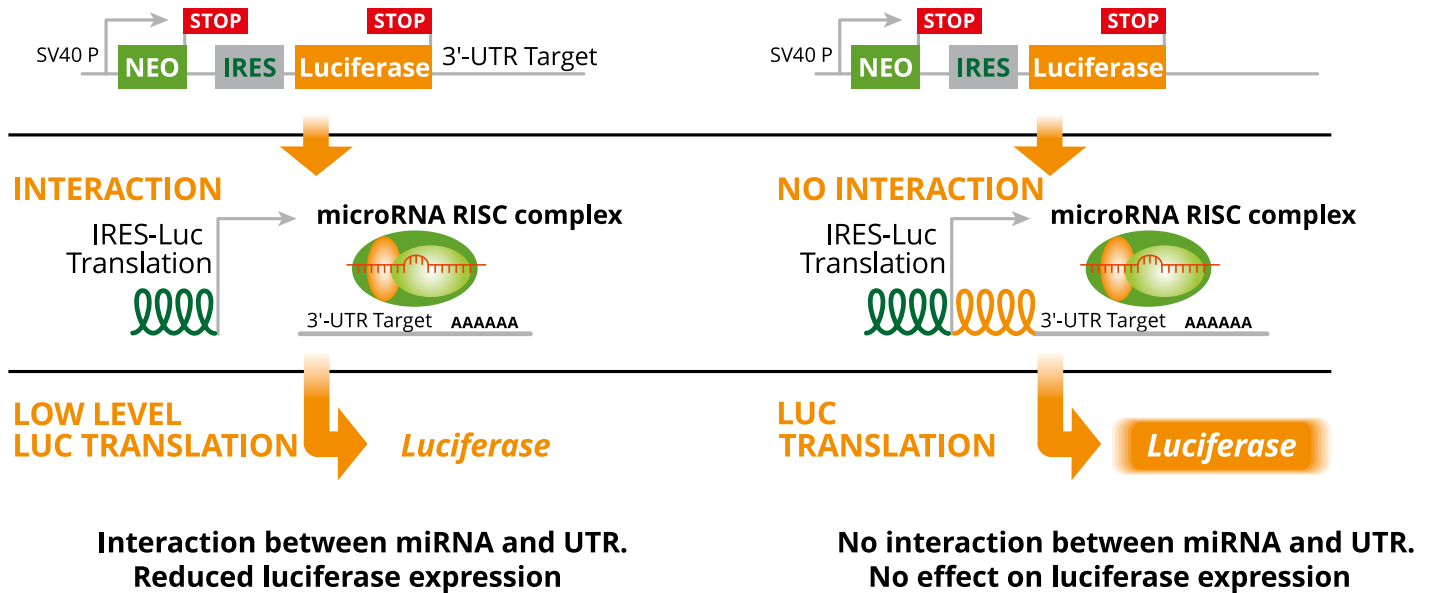 STOP
STOP
SV40 P
NEO
IRES
Luciferase
3'-UTR Target
INTERACTION
IRES-Luc
Translation
microRNA RISC complex
3'-UTR Target
AAAAAA
LOW LEVEL
LUC TRANSLATION
Luciferase
Interaction between miRNA and UTR.
Reduced luciferase expression
STOP
STOP
SV40 P
NEO
IRES
Luciferase
NO INTERACTION
IRES-Luc
Translation
microRNA RISC complex
3'-UTR Target
AAAAAA
LUC
TRANSLATION
Luciferase
No interaction between miRNA and UTR.
No effect on luciferase expression